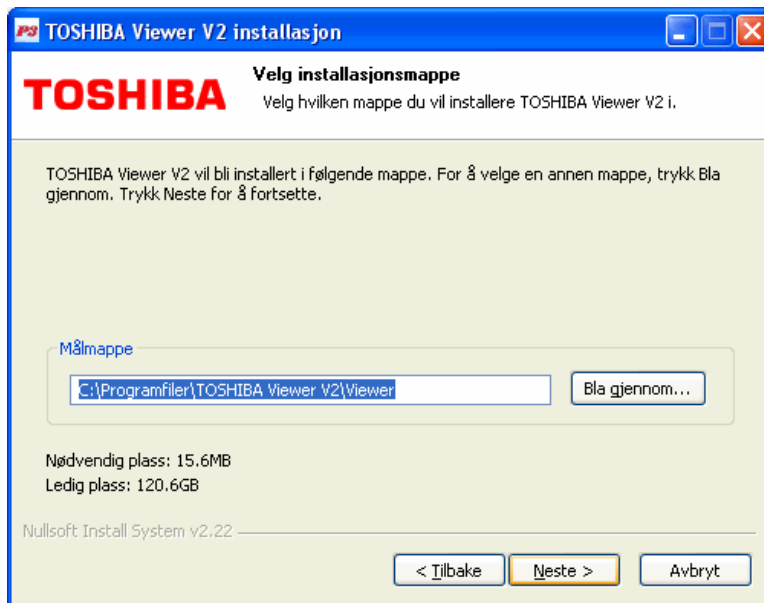 P3 TOSHIBA Viewer V2 installasjon
TOSHIBA
Velg installasjonsmappe
Velg hvilken mappe du vil installere TOSHIBA Viewer V2 i.
TOSHIBA Viewer V2 vil bli installert i følgende mappe. For å velge en annen mappe, trykk Bla
gjennom. Trykk Neste for å fortsette.
Målmappe
C:\Programfiler\TOSHIBA Viewer V2\Viewer
Bla gjennom...
Nødvendig plass: 15.6MB
Ledig plass: 120.6GB
Nullsoft Install System v2.22
< Tilbake
Neste >
Avbryt